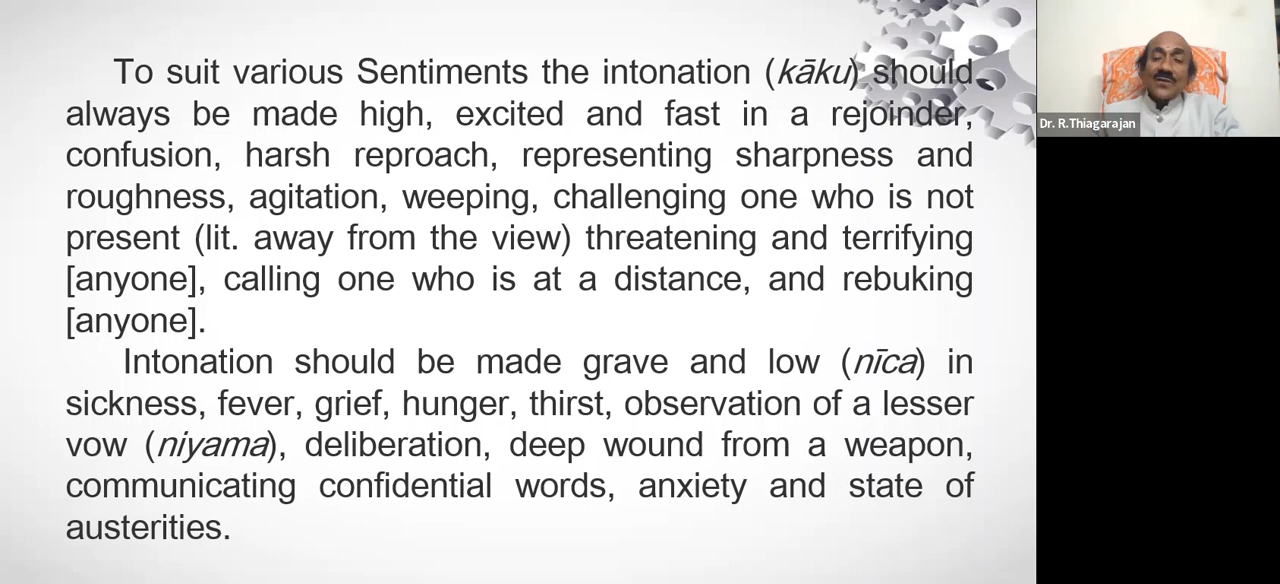 To suit various Sentiments the intonation (kāku) should
always be made high, excited and fast in a rejoinder,
confusion, harsh reproach, representing sharpness and
roughness, agitation, weeping, challenging one who is not
present (lit. away from the view) threatening and terrifying
[anyone], calling one who is at a distance, and rebuking
[anyone].
Intonation should be made grave and low (nīca) in
sickness, fever, grief, hunger, thirst, observation of a lesser
vow (niyama), deliberation, deep wound from a weapon,
communicating confidential words, anxiety and state of
austerities.
Dr. R.Thiagarajan